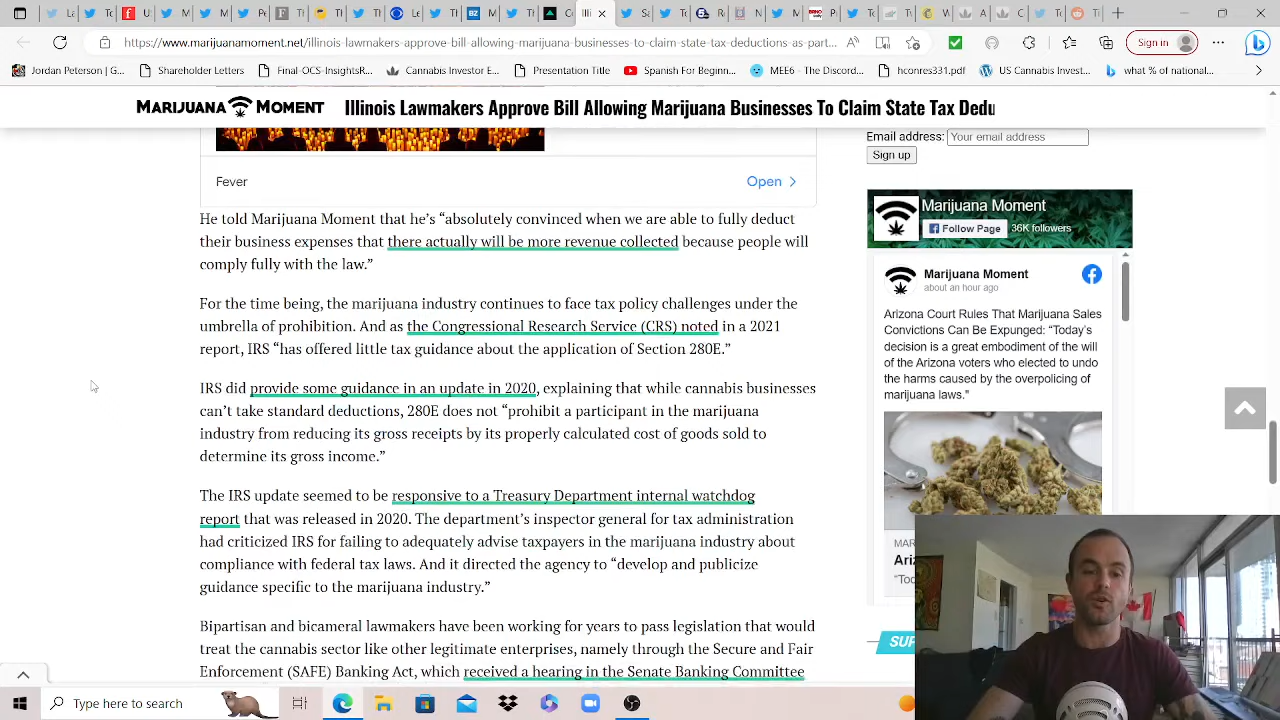 https://www.marijuanamoment.net/illinois-lawmakers-approve-bill-allowing-marijuana-businesses-to-claim-state-tax-deductions-as-part...
Sign in
Jordan Peterson | G...
Shareholder Letters
Final-OCS-InsightsR...
Cannabis Investor E...
Presentation Title
Spanish For Beginn...
MEE6 - The Discord...
hconres331.pdf
US Cannabis Invest...
what % of national...
MARIJUANA MOMENT
Illinois Lawmakers Approve Bill Allowing Marijuana Businesses To Claim State Tax Dedu
Fever
Open
He told Marijuana Moment that he's “absolutely convinced when we are able to fully deduct
their business expenses that there actually will be more revenue collected because people will
comply fully with the law.”
For the time being, the marijuana industry continues to face tax policy challenges under the
umbrella of prohibition. And as the Congressional Research Service (CRS) noted in a 2021
report, IRS “has offered little tax guidance about the application of Section 280E.”
IRS did provide some guidance in an update in 2020, explaining that while cannabis businesses
can't take standard deductions, 280E does not “prohibit a participant in the marijuana
industry from reducing its gross receipts by its properly calculated cost of goods sold to
determine its gross income.”
The IRS update seemed to be responsive to a Treasury Department internal watchdog
report that was released in 2020. The department's inspector general for tax administration
had criticized IRS for failing to adequately advise taxpayers in the marijuana industry about
compliance with federal tax laws. And it directed the agency to “develop and publicize
guidance specific to the marijuana industry.”
Bipartisan and bicameral lawmakers have been working for years to pass legislation that would
treat the cannabis sector like other legitimate enterprises, namely through the Secure and Fair
Enforcement (SAFE) Banking Act, which received a hearing in the Senate Banking Committee
Email address: Your email address
Sign up
Marijuana Moment
Follow Page
36K followers
Marijuana Moment
about an hour ago
Arizona Court Rules That Marijuana Sales
Convictions Can Be Expunged: “Today's
decision is a great embodiment of the will
of the Arizona voters who elected to undo
the harms caused by the overpolicing of
marijuana laws.”
MAR
Ari
“Too
SUP
Type here to search